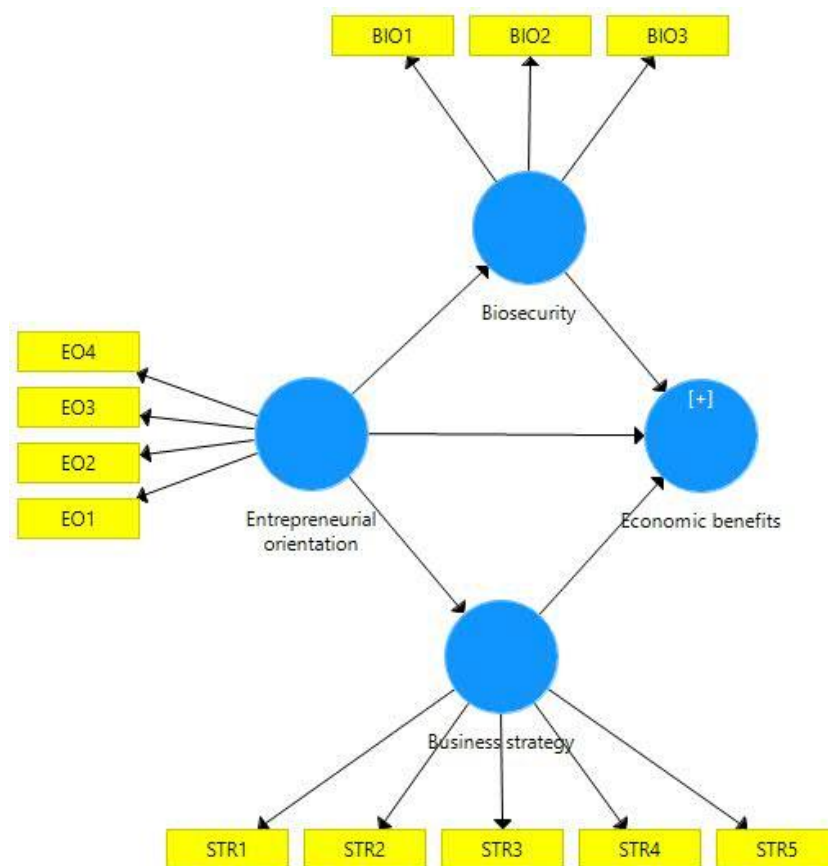 BIO1
BIO2
BIO3
Biosecurity
EO4
EO3
EO2
EO1
[+]
Entrepreneurial
orientation
Economic benefits
Business strategy
STR1
STR2
STR3
STR4
STR5